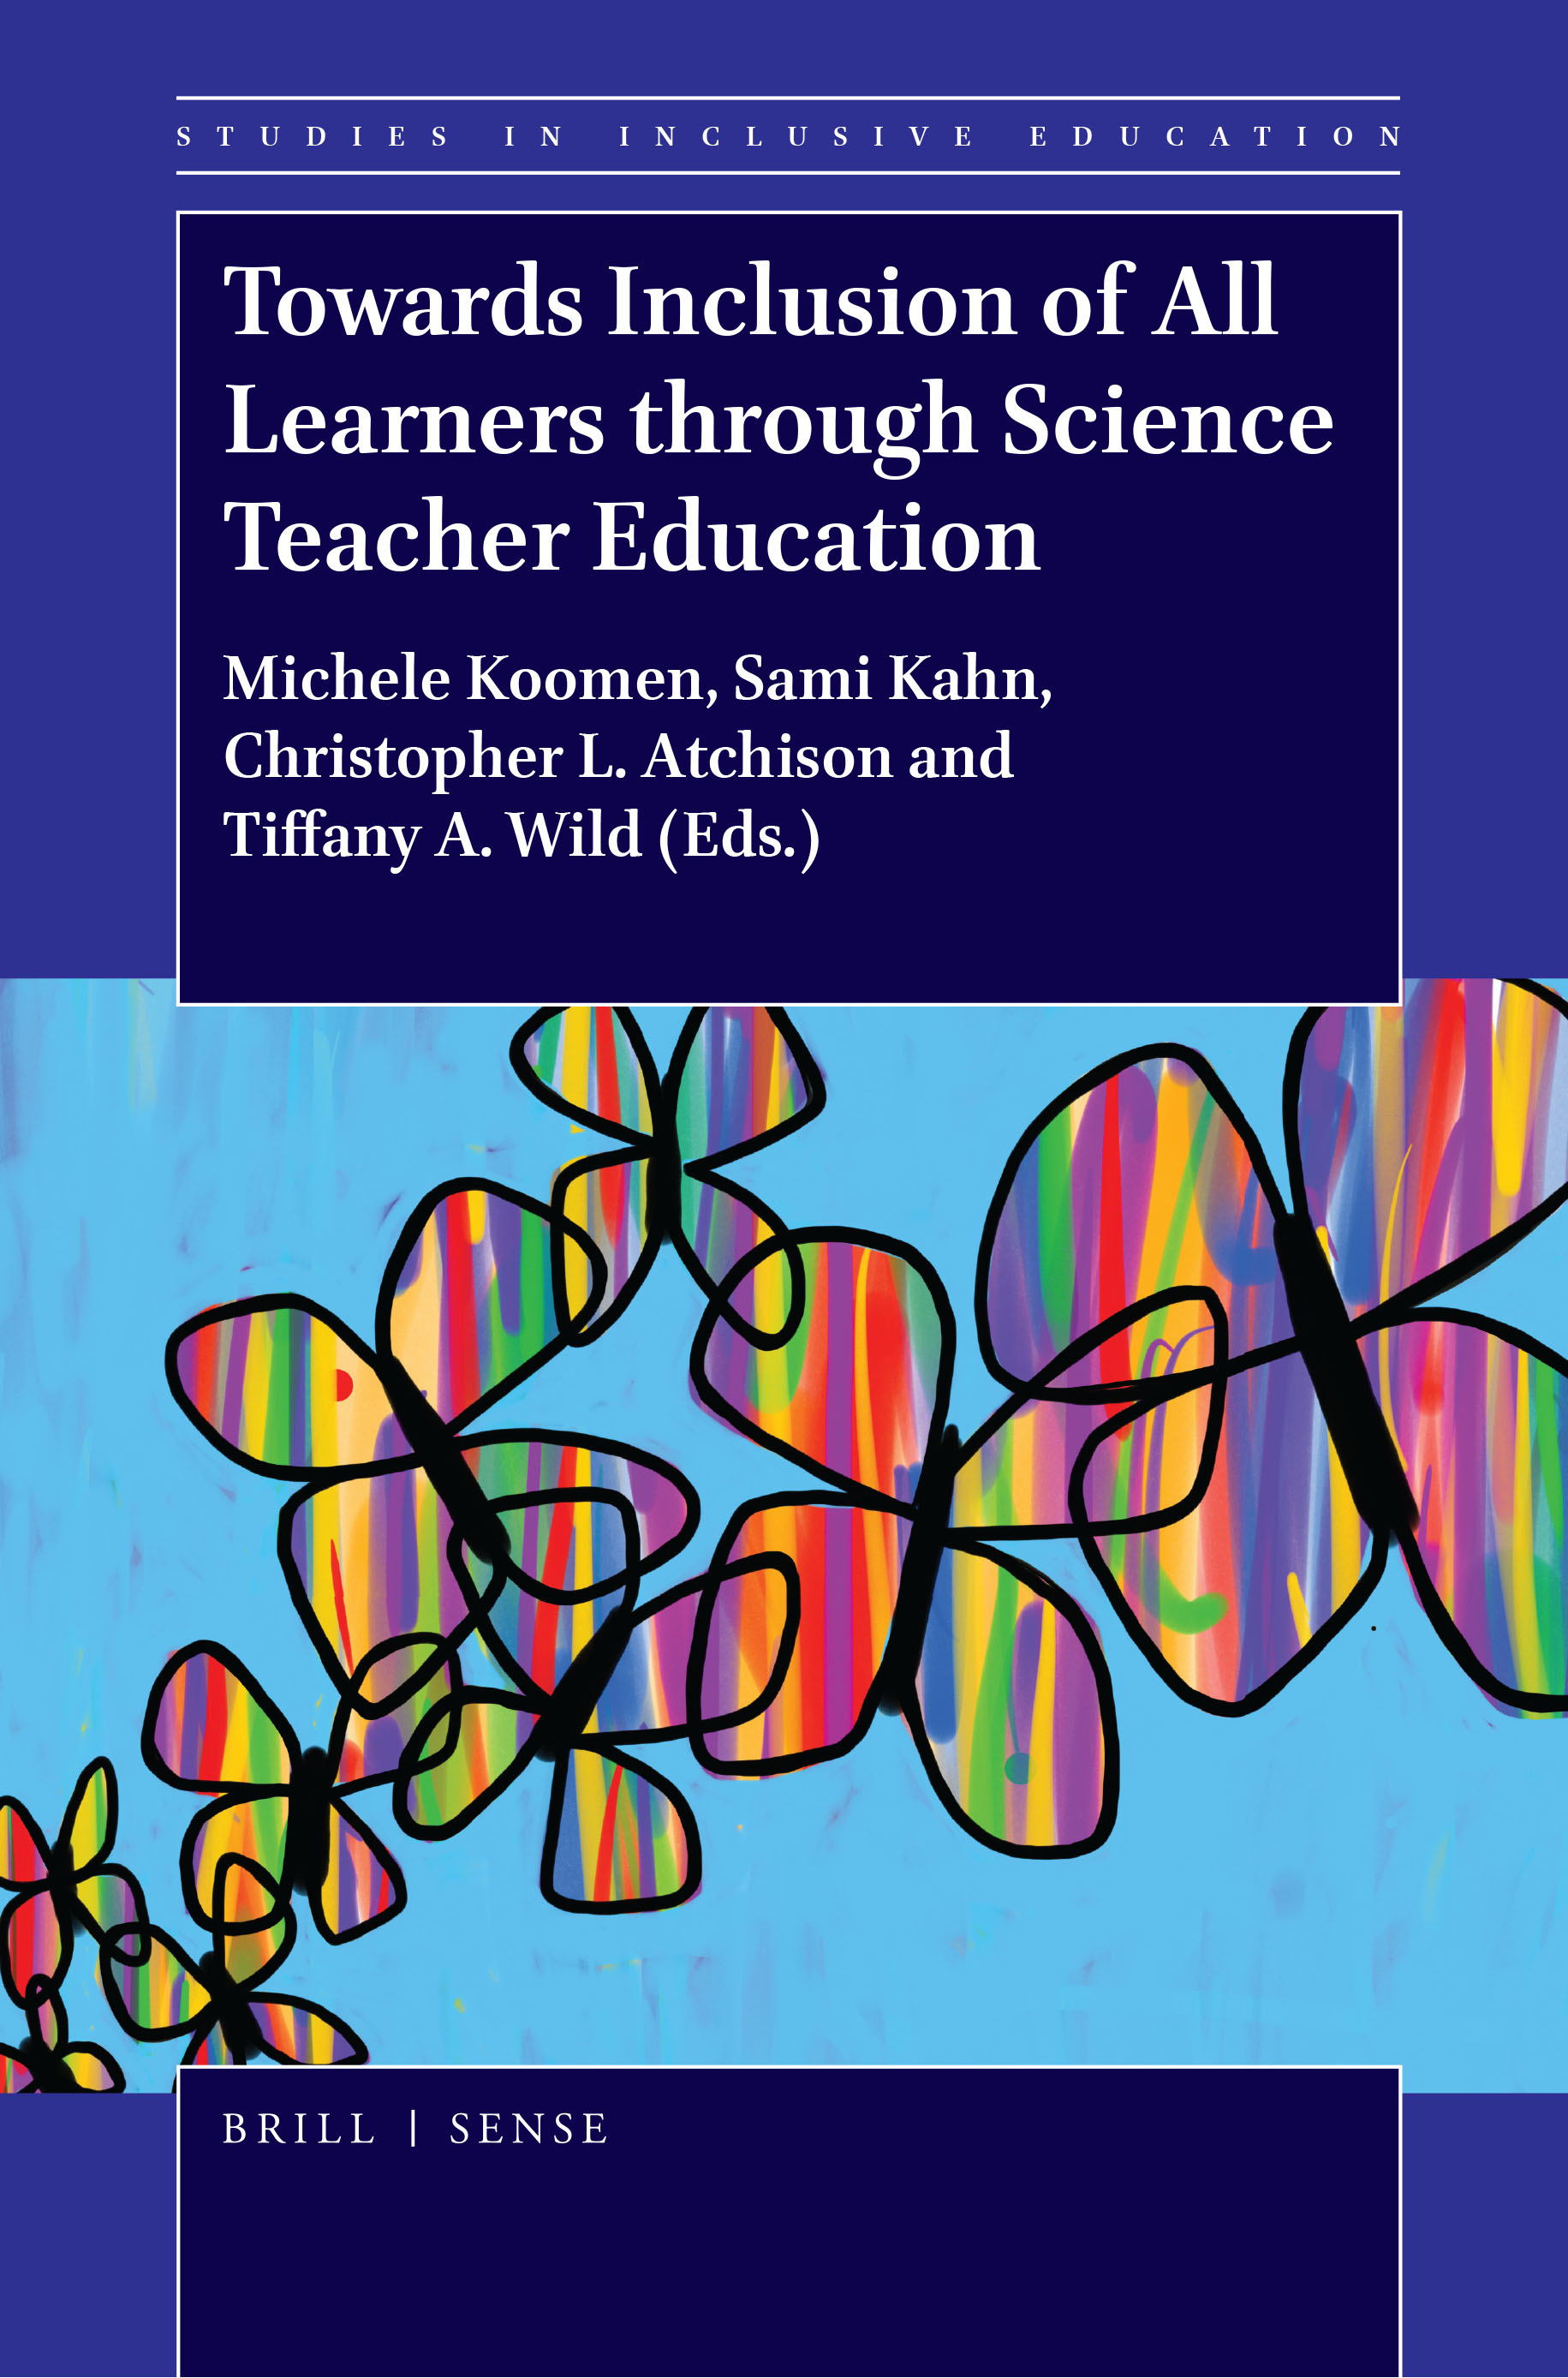 STUDIES IN INCLUSIVE EDUCATION
Towards Inclusion of All
Learners through Science
Teacher Education
Michele Koomen, Sami Kahn,
Christopher L. Atchison and
Tiffany A. Wild (Eds.)
BRILL | SENSE